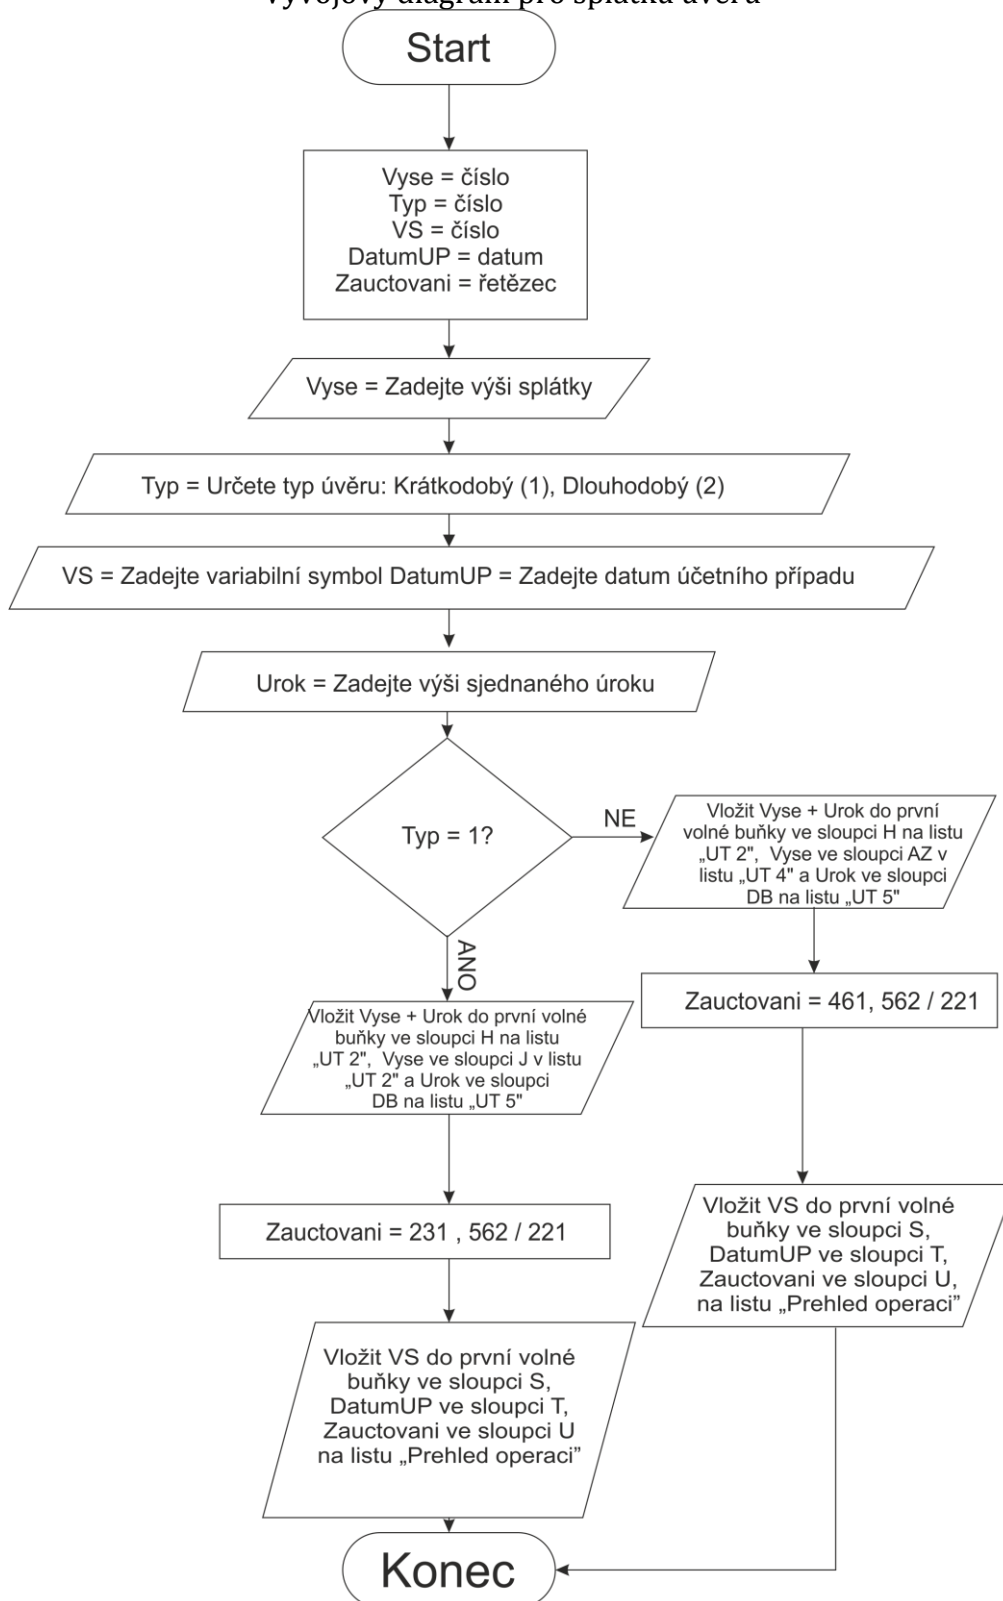 Vývojový diagram pro splátka úvěru
Start
Vyse = číslo
Typ = číslo
VS = číslo
DatumUP = datum
Zauctovani = řetězec
Vyse = Zadejte výši splátky
Typ = Určete typ úvěru: Krátkodobý (1), Dlouhodobý (2)
VS = Zadejte variabilní symbol DatumUP = Zadejte datum účetního případu
Urok = Zadejte výši sjednaného úroku
Typ = 1?
NE
Vložit Vyse + Urok do první
volné buňky ve sloupci H na listu
„UT 2", Vyse ve sloupci AZ v
listu „UT 4" a Urok ve sloupci
DB na listu „UT 5"
ANO
Zauctovani = 461, 562 / 221
Vložit Vyse + Urok do první volné
buňky ve sloupci H na listu
„UT 2", Vyse ve sloupci J v listu
„UT 2" a Urok ve sloupci
DB na listu „UT 5"
Vložit VS do první volné
buňky ve sloupci S,
DatumUP ve sloupci T,
Zauctovani ve sloupci U,
na listu „Prehled operaci”
Zauctovani = 231 , 562 / 221
Vložit VS do první volné
buňky ve sloupci S,
DatumUP ve sloupci T,
Zauctovani ve sloupci U
na listu „Prehled operaci”
Konec